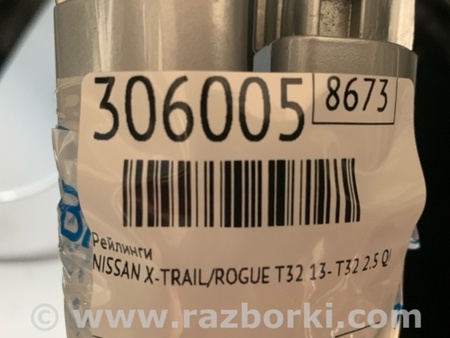 306005 8673
Рейлинги
NISSAN X-TRAIL/ROGUE T32 13- T32 2.5 Q
© www.razborki.com